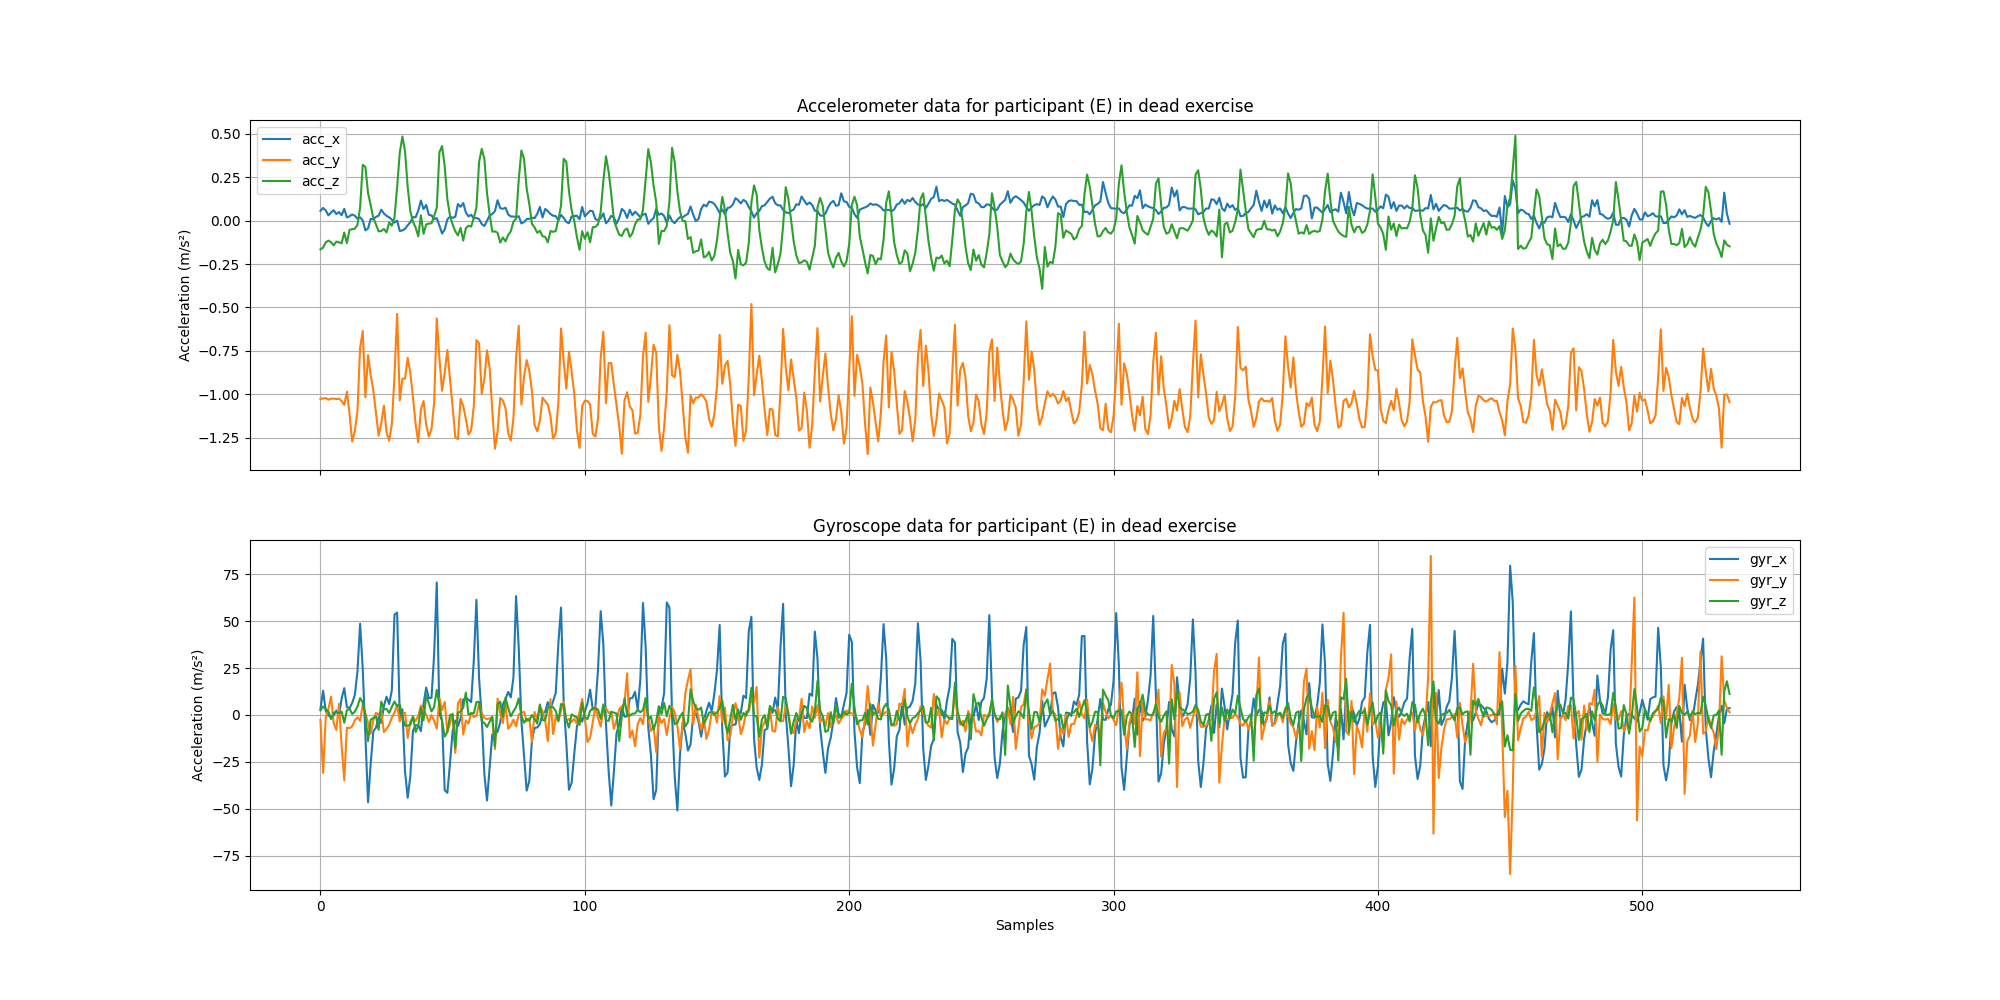 Accelerometer data for participant (E) in dead exercise
acc_x
acc_y
acc_z
Acceleration (m/s²)
0.50
0.25
0.00
−0.25
−0.50
−0.75
−1.00
−1.25
Gyroscope data for participant (E) in dead exercise
gyr_x
gyr_y
gyr_z
Acceleration (m/s²)
75
50
25
0
−25
−50
−75
0 100 200 300 400 500
Samples